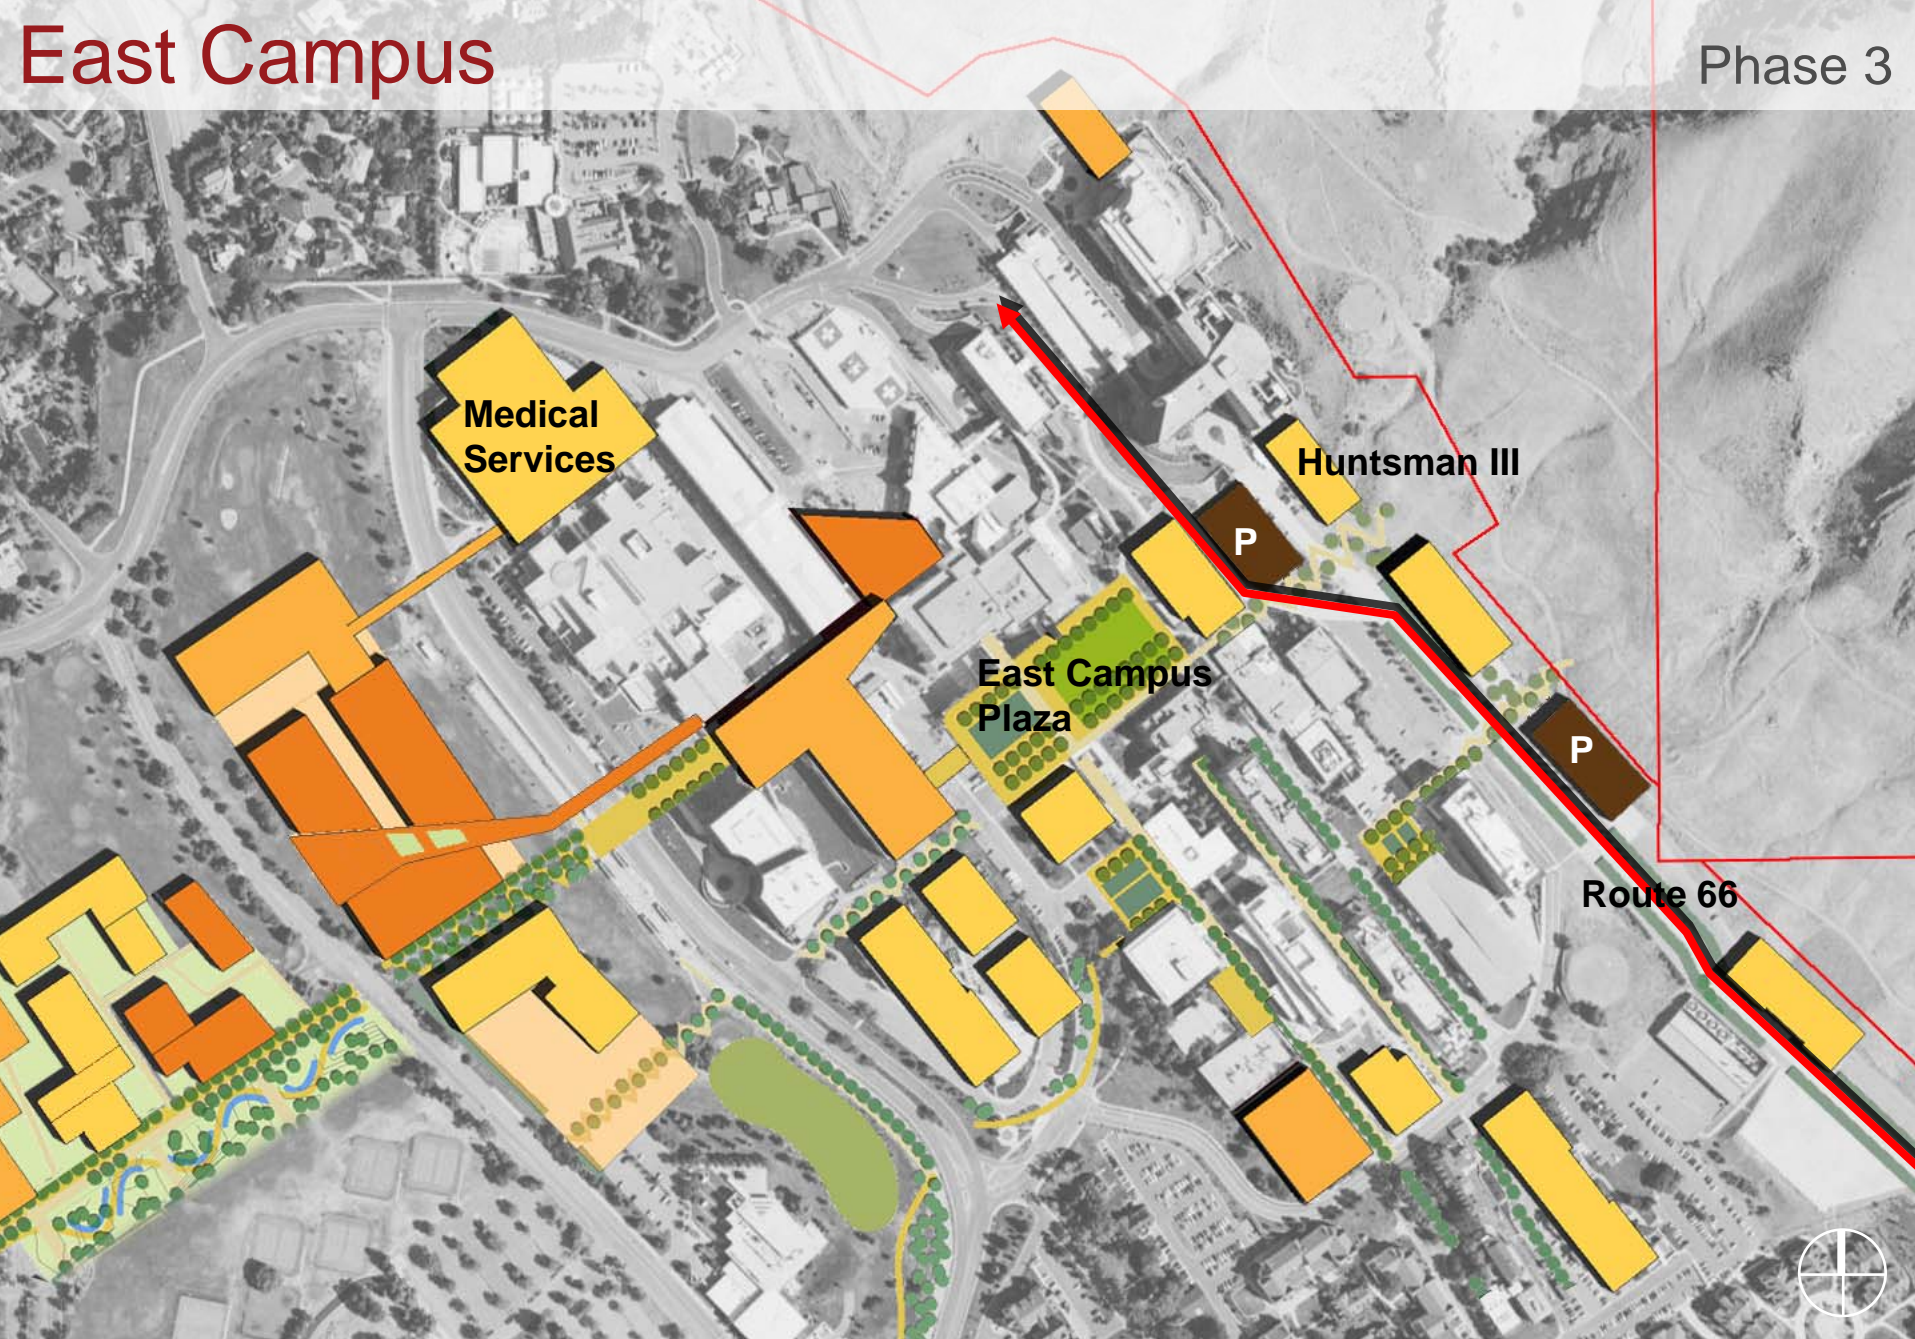 East Campus
Phase 3
Medical
Services
Huntsman III
P
East Campus
Plaza
P
Route 66